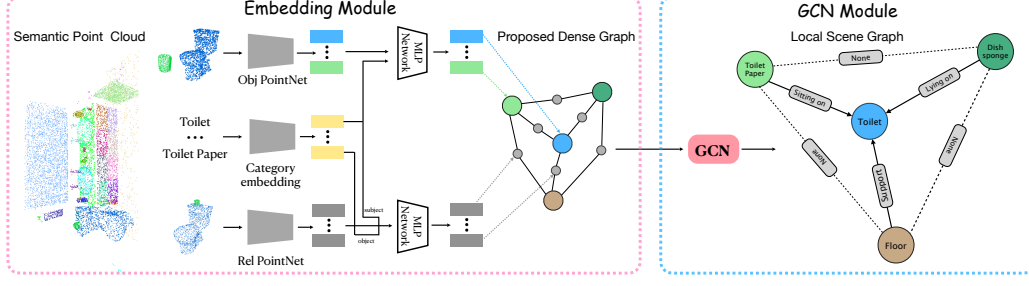 Embedding Module
Semantic Point Cloud
Obj PointNet
MLP
Network
Proposed Dense Graph
Toilet
Toilet Paper
Category
embedding
subject
object
Rel PointNet
MLP
Network
GCN
GCN Module
Local Scene Graph
Toilet
Paper
None
Dish
sponge
Sitting on
Lying on
Toilet
None
Support
None
Floor